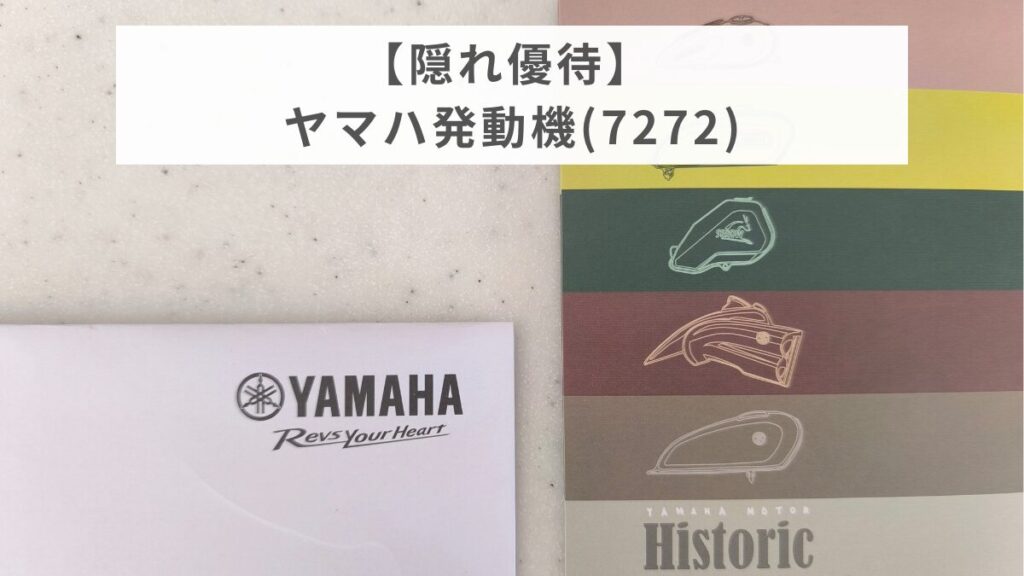 【隠れ優待】
ヤマハ発動機(7272)
YAMAHA
Revs Your Heart
YAMAHA MOTOR
Historic